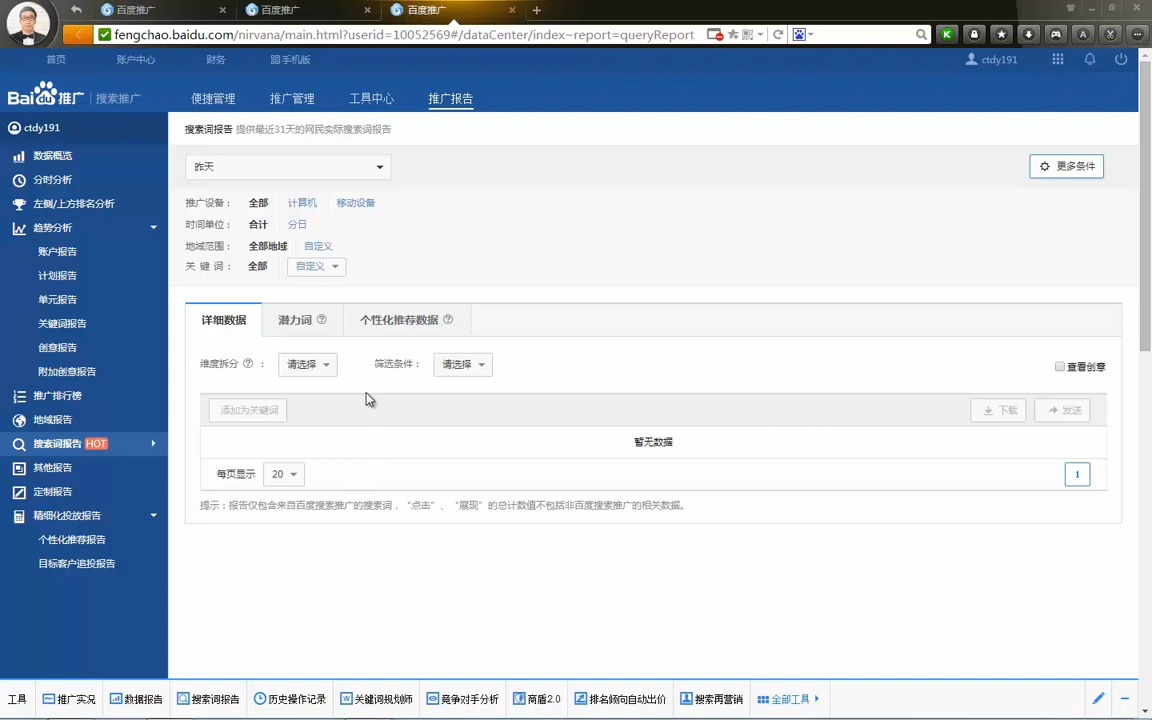 百度推广
百度推广
百度推广
fengchao.baidu.com/nirvana/main.html?userid=10052569#/dataCenter/index~report=queryReport
首页 账户中心 财务 手机版 ctdy191
Bai du 推广 | 搜索推广 便捷管理 推广管理 工具中心 推广报告
ctdy191
数据概览
分时分析
左侧/上方排名分析
趋势分析
账户报告
计划报告
单元报告
关键词报告
创意报告
附加创意报告
推广排行榜
地域报告
搜索词报告 HOT
其他报告
定制报告
精细化投放报告
个性化推荐报告
目标客户追投报告
搜索词报告 提供最近31天的网民实际搜索词报告
昨天 更多条件
推广设备: 全部 计算机 移动设备
时间单位: 合计 分日
地域范围: 全部地域 自定义
关键词: 全部 自定义
详细数据 潜力词 ? 个性化推荐数据 ?
维度拆分 ? : 请选择 筛选条件: 请选择 查看创意
添加为关键词 下载 发送
暂无数据
每页显示 20 1
提示:报告仅包含来自百度搜索推广的搜索词,“点击”、“展现”的总计数值不包括非百度搜索推广的相关数据。
工具 推广实况 数据报告 搜索词报告 历史操作记录 关键词规划师 竞争对手分析 商盾2.0 排名倾向自动出价 搜索再营销 全部工具